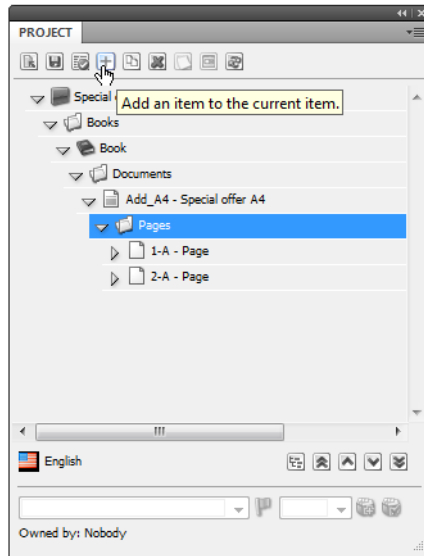 PROJECT
Special
Add an item to the current item.
Books
Book
Documents
Add_A4 - Special offer A4
Pages
1-A - Page
2-A - Page
English
Owned by: Nobody